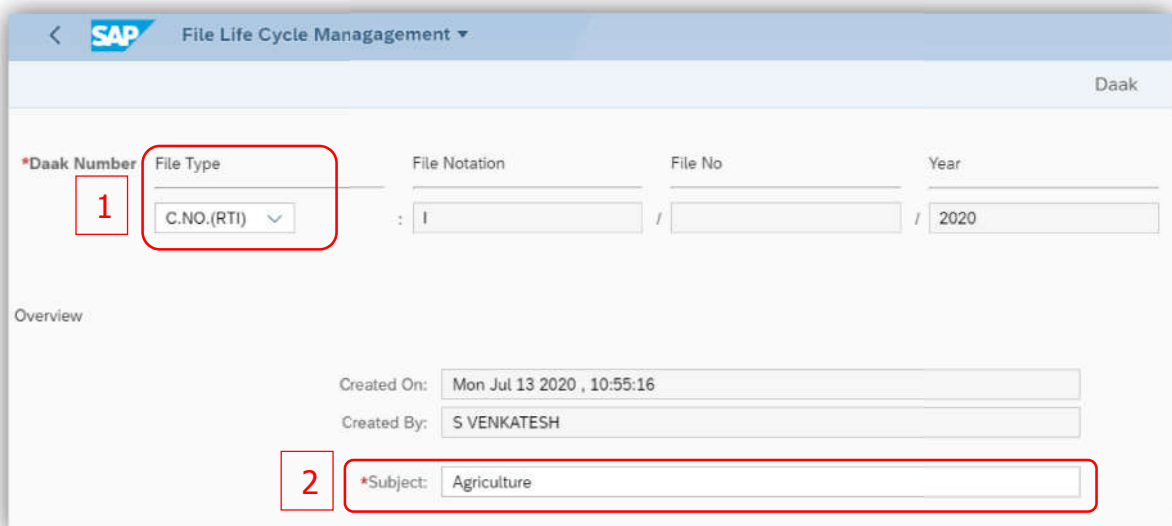 SAP File Life Cycle Managagement
Daak
*Daak Number File Type File Notation File No Year
1 C.NO.(RTI) : I / / 2020
Overview
Created On: Mon Jul 13 2020 , 10:55:16
Created By: S VENKATESH
2 *Subject: Agriculture